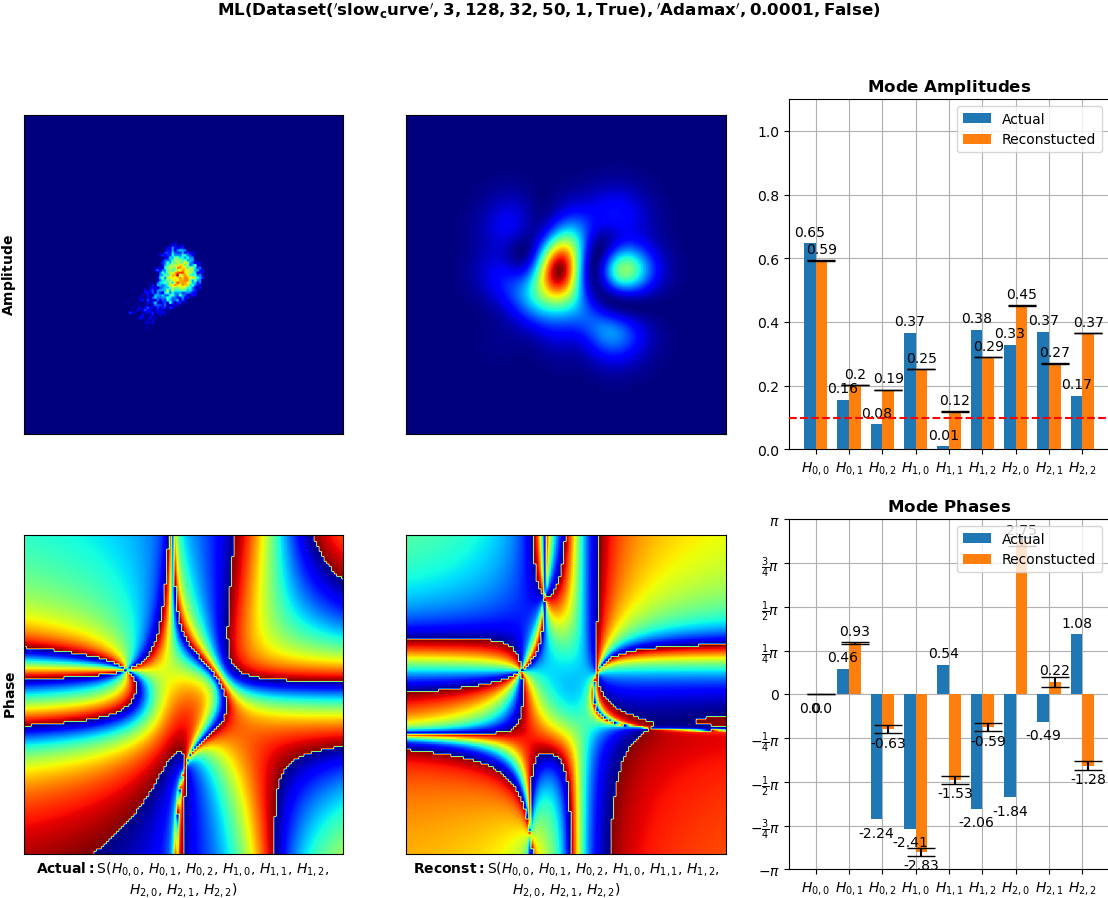 ML(Dataset('slow_curve', 3, 128, 32, 50, 1, True), 'Adamax', 0.0001, False)
Amplitude
Mode Amplitudes
Actual
Reconstucted
1.0
0.8
0.6
0.4
0.2
0.0
0.65
0.59
0.16
0.2
0.08
0.19
0.37
0.25
0.01
0.12
0.38
0.29
0.33
0.45
0.37
0.27
0.17
0.37
H0,0 H0,1 H0,2 H1,0 H1,1 H1,2 H2,0 H2,1 H2,2
Phase
Mode Phases
Actual
Reconstucted
π
3/4π
1/2π
1/4π
0
−1/4π
−1/2π
−3/4π
−π
0.0
0.0
0.46
0.93
-2.24
-0.63
-2.41
-2.83
0.54
-1.53
-2.06
-0.59
-1.84
2.75
-0.49
0.22
1.08
-1.28
H0,0 H0,1 H0,2 H1,0 H1,1 H1,2 H2,0 H2,1 H2,2
Actual: S(H0,0, H0,1, H0,2, H1,0, H1,1, H1,2,
H2,0, H2,1, H2,2)
Reconst: S(H0,0, H0,1, H0,2, H1,0, H1,1, H1,2,
H2,0, H2,1, H2,2)